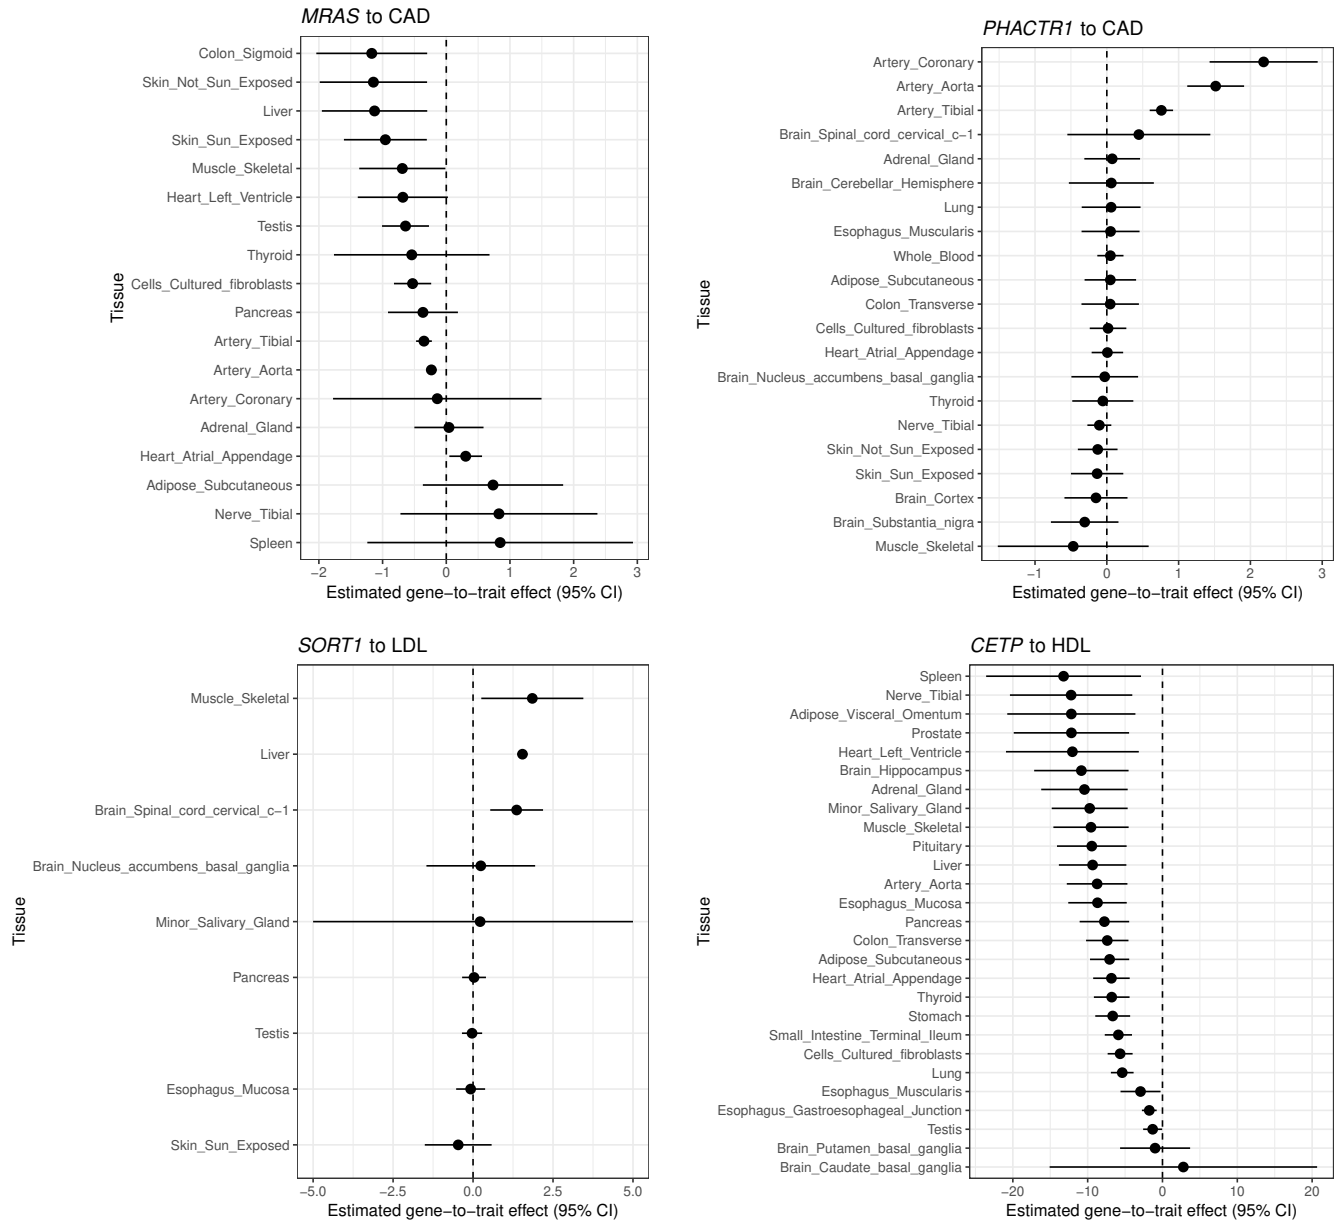 MRAS to CAD
Tissue
Colon_Sigmoid
Skin_Not_Sun_Exposed
Liver
Skin_Sun_Exposed
Muscle_Skeletal
Heart_Left_Ventricle
Testis
Thyroid
Cells_Cultured_fibroblasts
Pancreas
Artery_Tibial
Artery_Aorta
Artery_Coronary
Adrenal_Gland
Heart_Atrial_Appendage
Adipose_Subcutaneous
Nerve_Tibial
Spleen
−2 −1 0 1 2 3
Estimated gene−to−trait effect (95% CI)
PHACTR1 to CAD
Tissue
Artery_Coronary
Artery_Aorta
Artery_Tibial
Brain_Spinal_cord_cervical_c−1
Adrenal_Gland
Brain_Cerebellar_Hemisphere
Lung
Esophagus_Muscularis
Whole_Blood
Adipose_Subcutaneous
Colon_Transverse
Cells_Cultured_fibroblasts
Heart_Atrial_Appendage
Brain_Nucleus_accumbens_basal_ganglia
Thyroid
Nerve_Tibial
Skin_Not_Sun_Exposed
Skin_Sun_Exposed
Brain_Cortex
Brain_Substantia_nigra
Muscle_Skeletal
−1 0 1 2 3
Estimated gene−to−trait effect (95% CI)
SORT1 to LDL
Tissue
Muscle_Skeletal
Liver
Brain_Spinal_cord_cervical_c−1
Brain_Nucleus_accumbens_basal_ganglia
Minor_Salivary_Gland
Pancreas
Testis
Esophagus_Mucosa
Skin_Sun_Exposed
−5.0 −2.5 0.0 2.5 5.0
Estimated gene−to−trait effect (95% CI)
CETP to HDL
Tissue
Spleen
Nerve_Tibial
Adipose_Visceral_Omentum
Prostate
Heart_Left_Ventricle
Brain_Hippocampus
Adrenal_Gland
Minor_Salivary_Gland
Muscle_Skeletal
Pituitary
Liver
Artery_Aorta
Esophagus_Mucosa
Pancreas
Colon_Transverse
Adipose_Subcutaneous
Heart_Atrial_Appendage
Thyroid
Stomach
Small_Intestine_Terminal_Ileum
Cells_Cultured_fibroblasts
Lung
Esophagus_Muscularis
Esophagus_Gastroesophageal_Junction
Testis
Brain_Putamen_basal_ganglia
Brain_Caudate_basal_ganglia
−20 −10 0 10 20
Estimated gene−to−trait effect (95% CI)